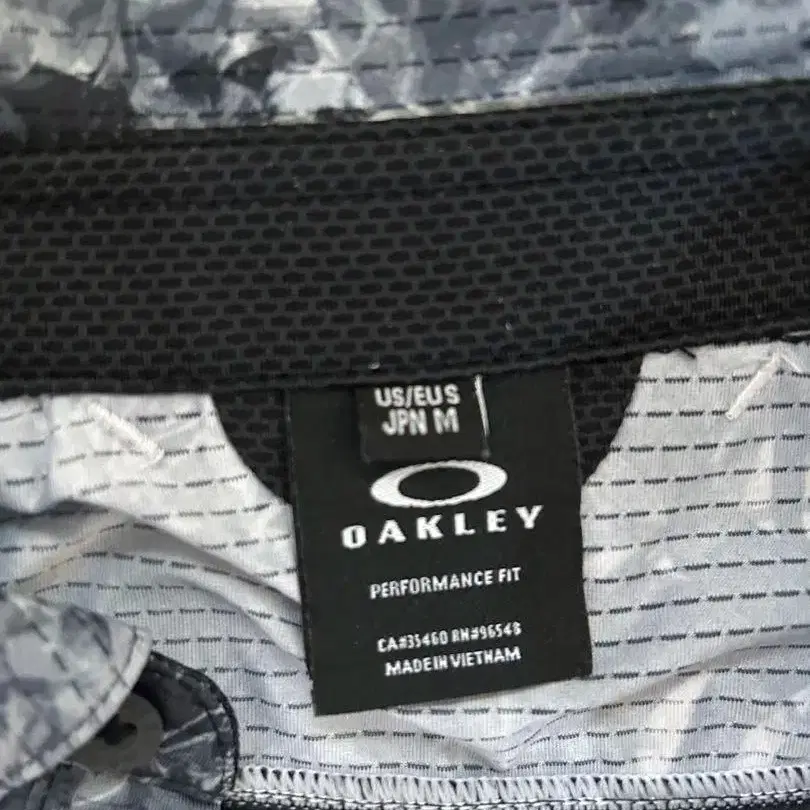 US/EU S
JPN M
OAKLEY
PERFORMANCE FIT
CA#35460 RN#96548
MADE IN VIETNAM